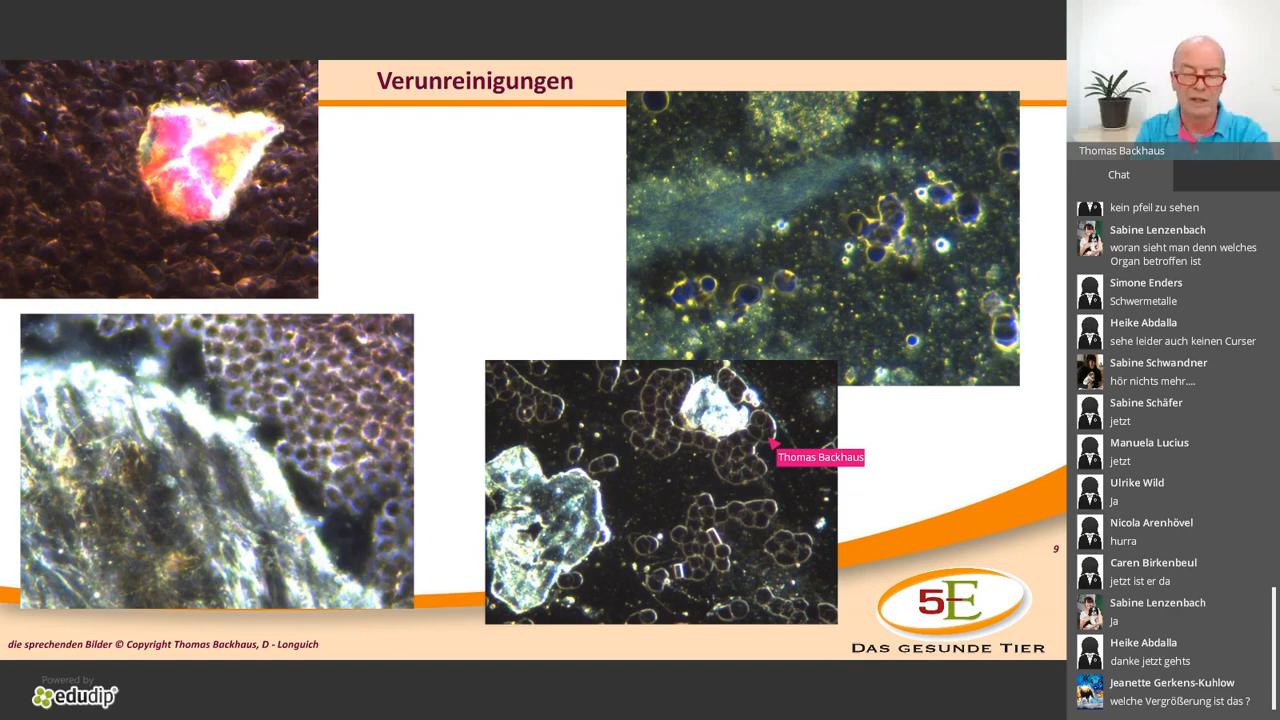 Verunreinigungen
Thomas Backhaus
9
5E
DAS GESUNDE TIER
die sprechenden Bilder © Copyright Thomas Backhaus, D - Longuich
Powered by
edudip
Thomas Backhaus
Chat
kein pfeil zu sehen
Sabine Lenzenbach
woran sieht man denn welches
Organ betroffen ist
Simone Enders
Schwermetalle
Heike Abdalla
sehe leider auch keinen Curser
Sabine Schwandner
hör nichts mehr....
Sabine Schäfer
jetzt
Manuela Lucius
jetzt
Ulrike Wild
Ja
Nicola Arenhövel
hurra
Caren Birkenbeul
jetzt ist er da
Sabine Lenzenbach
Ja
Heike Abdalla
danke jetzt gehts
Jeanette Gerkens-Kuhlow
welche Vergrößerung ist das ?